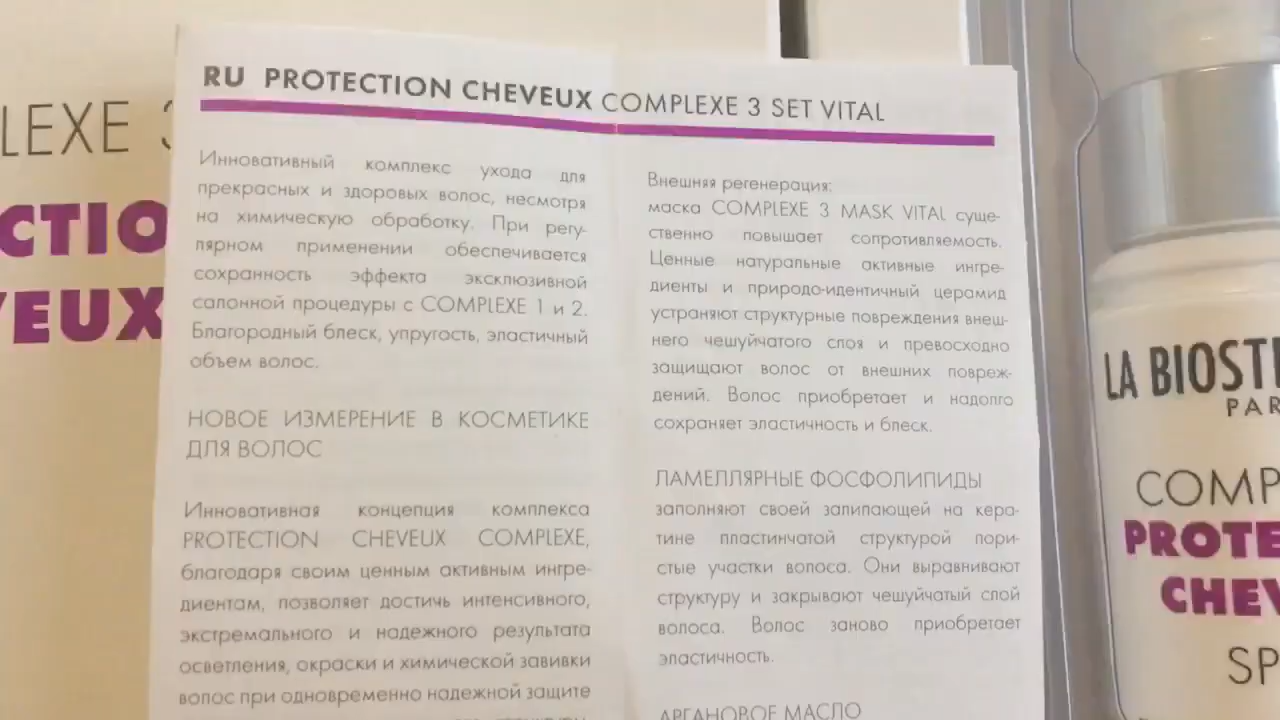 LEXE 3
CTIO
EUX
RU PROTECTION CHEVEUX COMPLEXE 3 SET VITAL
Инновативный комплекс ухода для
прекрасных и здоровых волос, несмотря
на химическую обработку. При регу-
лярном применении обеспечивается
сохранность эффекта эксклюзивной
салонной процедуры с COMPLEXE 1 и 2.
Благородный блеск, упругость, эластичный
объем волос.
НОВОЕ ИЗМЕРЕНИЕ В КОСМЕТИКЕ
ДЛЯ ВОЛОС
Инновативная концепция комплекса
PROTECTION CHEVEUX COMPLEXE,
благодаря своим ценным активным ингре-
диентам, позволяет достичь интенсивного,
экстремального и надежного результата
осветления, окраски и химической завивки
волос при одновременно надежной защите
Внешняя регенерация:
маска COMPLEXE 3 MASK VITAL суще-
ственно повышает сопротивляемость.
Ценные натуральные активные ингре-
диенты и природо-идентичный церамид
устраняют структурные повреждения внеш-
него чешуйчатого слоя и превосходно
защищают волос от внешних повреж-
дений. Волос приобретает и надолго
сохраняет эластичность и блеск.
ЛАМЕЛЛЯРНЫЕ ФОСФОЛИПИДЫ
заполняют своей залипающей на кера-
тине пластинчатой структурой пори-
стые участки волоса. Они выравнивают
структуру и закрывают чешуйчатый слой
волоса. Волос заново приобретает
эластичность.
АРГАНОВОЕ МАСЛО
LA BIOST
PAR
COMP
PROTE
CHEV
SP